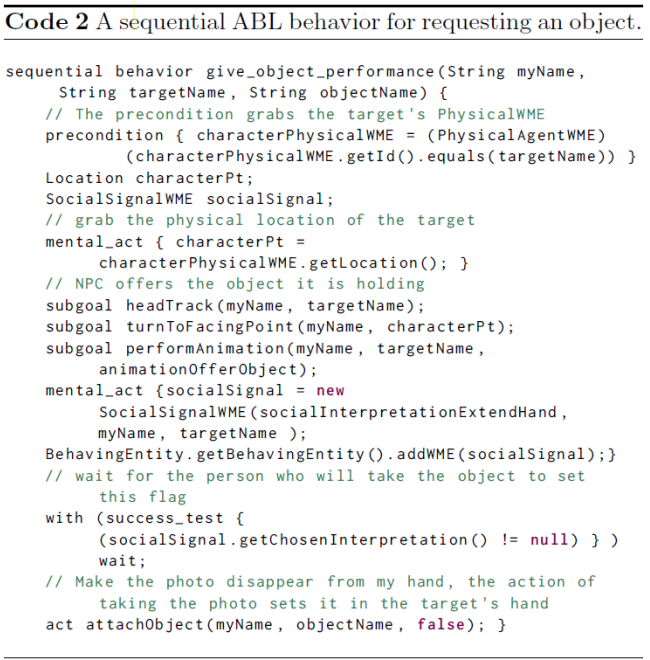 Code 2 A sequential ABL behavior for requesting an object.
sequential behavior give_object_performance(String myName,
String targetName, String objectName) {
// The precondition grabs the target's PhysicalWME
precondition { characterPhysicalWME = (PhysicalAgentWME)
(characterPhysicalWME.getId().equals(targetName)) }
Location characterPt;
SocialSignalWME socialSignal;
// grab the physical location of the target
mental_act { characterPt =
characterPhysicalWME.getLocation(); }
// NPC offers the object it is holding
subgoal headTrack(myName, targetName);
subgoal turnToFacingPoint(myName, characterPt);
subgoal performAnimation(myName, targetName,
animationOfferObject);
mental_act {socialSignal = new
SocialSignalWME(socialInterpretationExtendHand,
myName, targetName );
BehavingEntity.getBehavingEntity().addWME(socialSignal);}
// wait for the person who will take the object to set
this flag
with (success_test {
(socialSignal.getChosenInterpretation() != null) } )
wait;
// Make the photo disappear from my hand, the action of
taking the photo sets it in the target's hand
act attachObject(myName, objectName, false); }